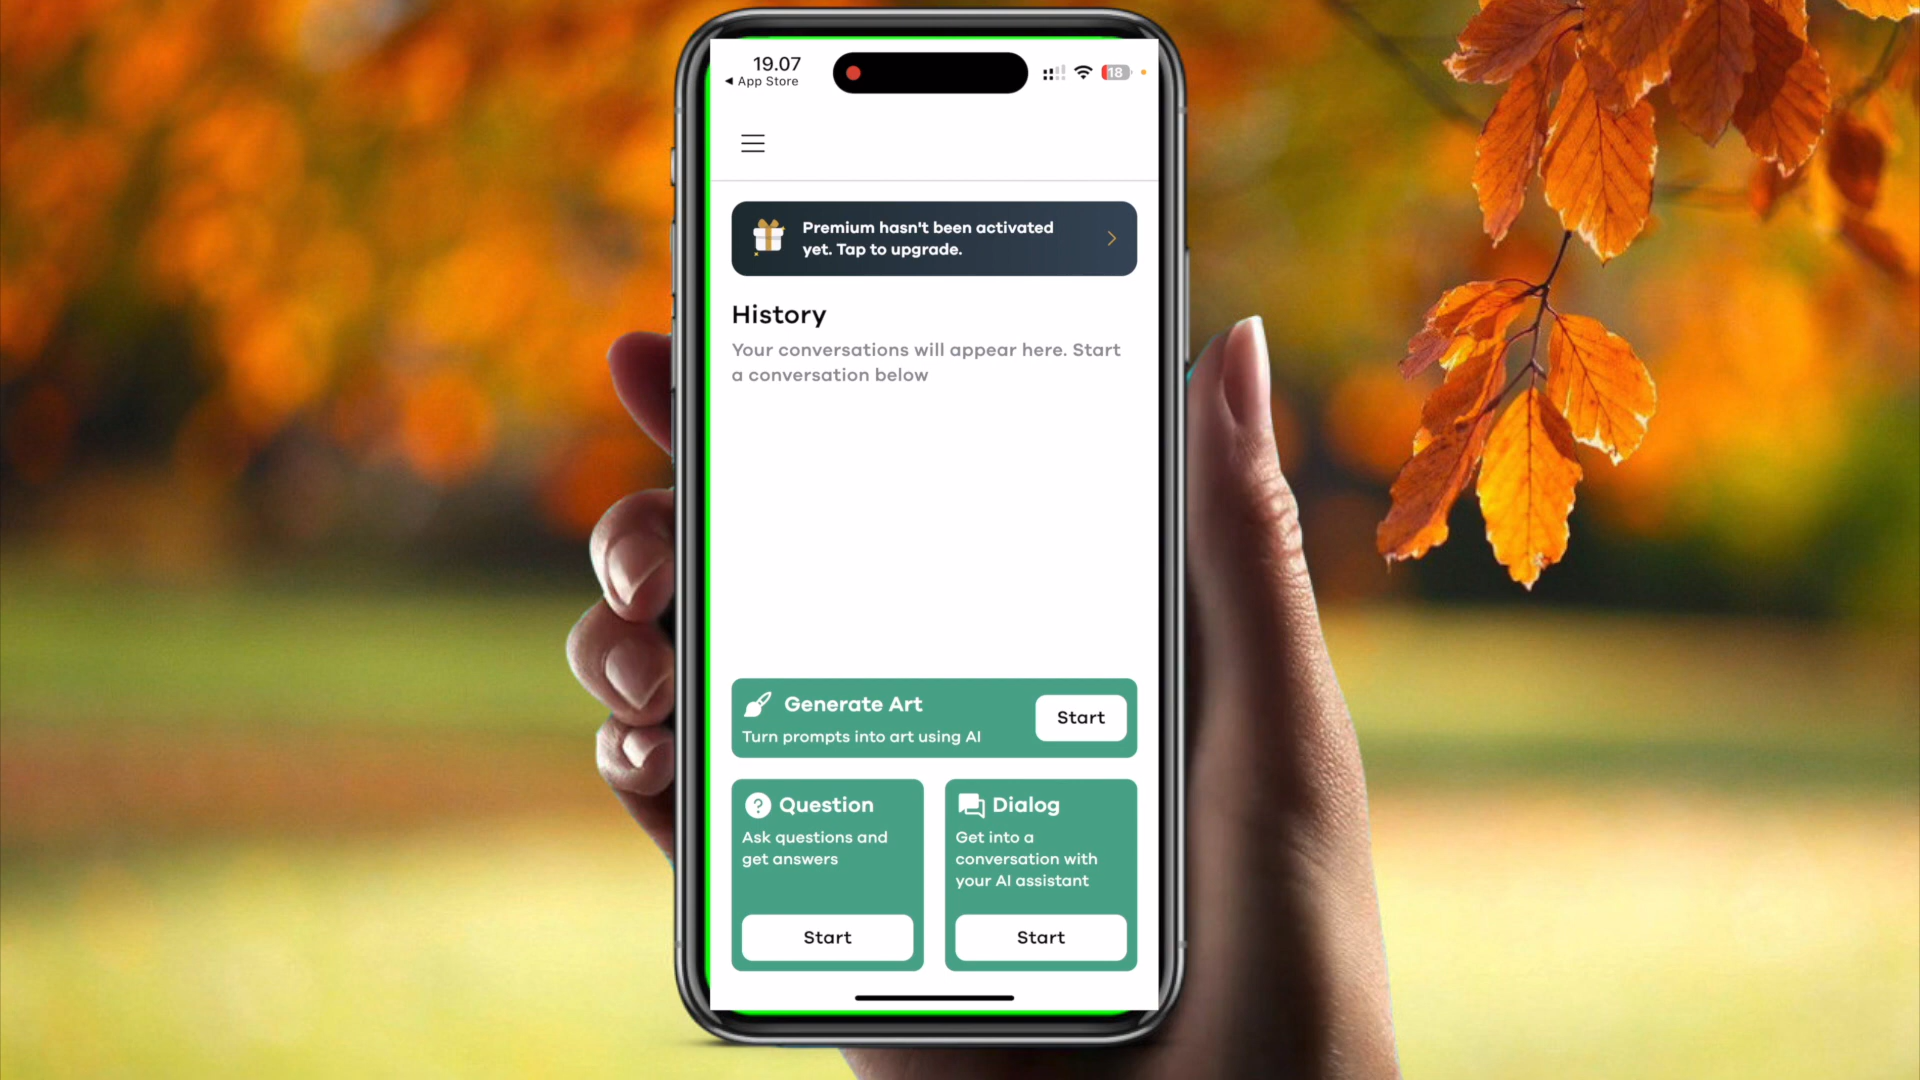 19.07
◀ App Store
18
Premium hasn't been activated
yet. Tap to upgrade.
History
Your conversations will appear here. Start
a conversation below
Generate Art
Turn prompts into art using AI
Start
? Question
Ask questions and
get answers
Start
Dialog
Get into a
conversation with
your AI assistant
Start